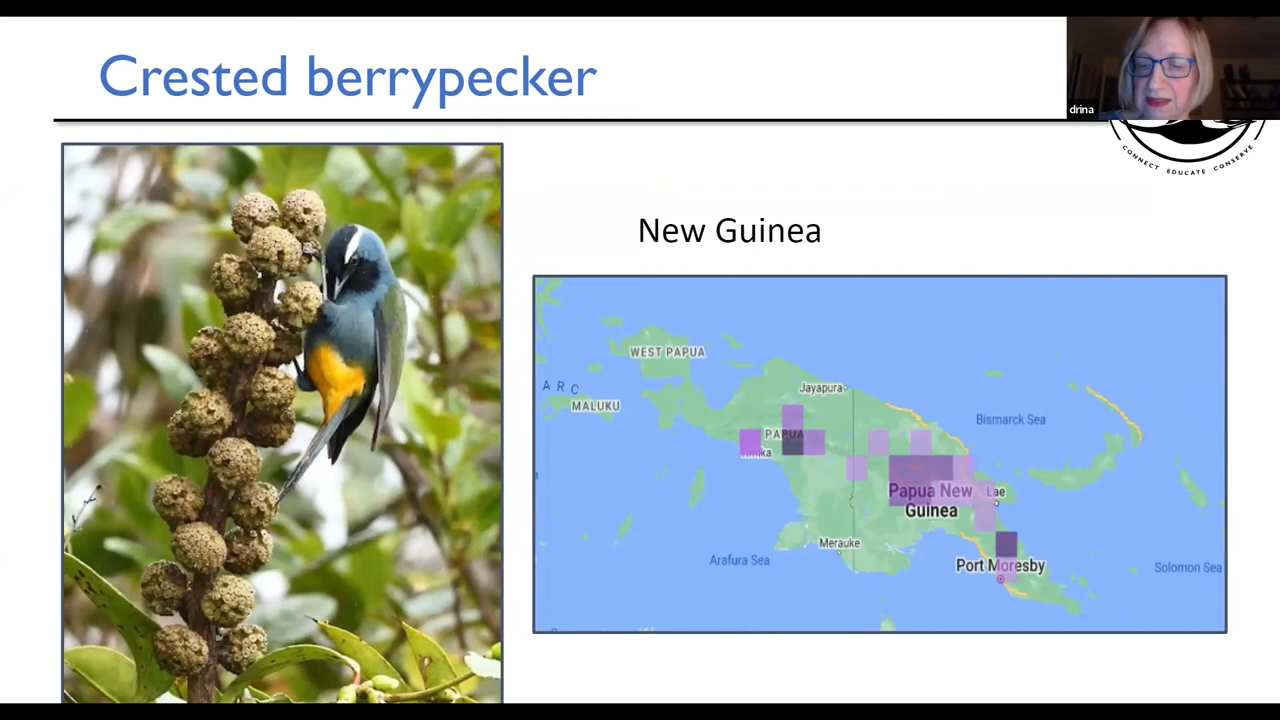 Crested berrypecker
drina
CONNECT EDUCATE CONSERVE
New Guinea
WEST PAPUA
Jayapura
ARC
MALUKU
Bismarck Sea
PAPUA
Papua New
Guinea
Lae
Merauke
Arafura Sea
Port Moresby
Solomon Sea